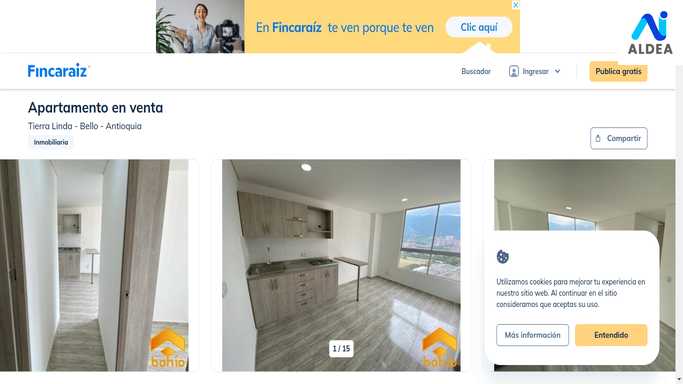 En Fincaraíz te ven porque te ven
Clic aquí
ALDEA
Fincaraiz
Buscador
Ingresar
Publica gratis
Apartamento en venta
Tierra Linda - Bello - Antioquia
Inmobiliaria
Compartir
Utilizamos cookies para mejorar tu experiencia en
nuestro sitio web. Al continuar en el sitio
consideramos que aceptas su uso.
Más información
Entendido
1 / 15
bohio
bohio